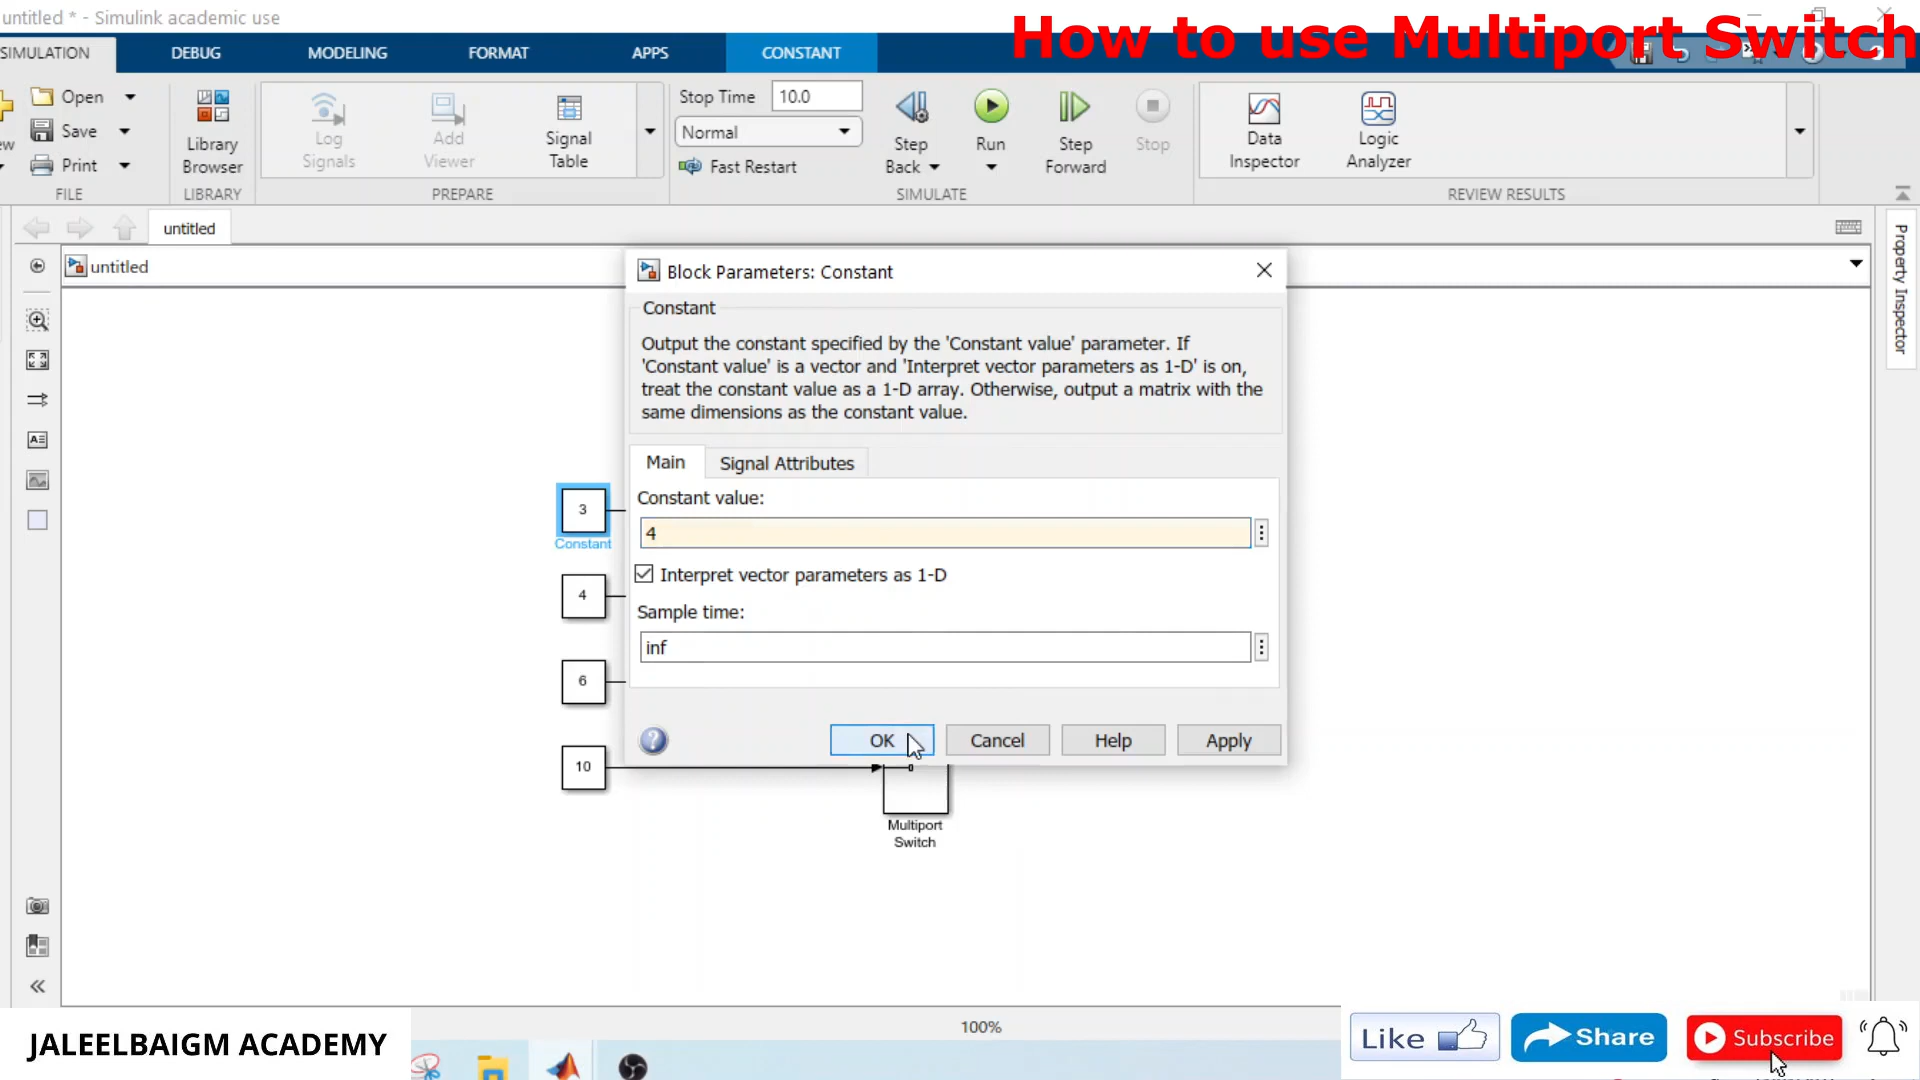 untitled * - Simulink academic use
How to use Multiport Switch
SIMULATION
DEBUG
MODELING
FORMAT
APPS
CONSTANT
Open
Save
Print
FILE
Library
Browser
LIBRARY
Log
Signals
Add
Viewer
Signal
Table
PREPARE
Stop Time
10.0
Normal
Fast Restart
Step
Back
Run
Step
Forward
Stop
SIMULATE
Data
Inspector
Logic
Analyzer
REVIEW RESULTS
untitled
untitled
Property Inspector
Block Parameters: Constant
Constant
Output the constant specified by the 'Constant value' parameter. If
'Constant value' is a vector and 'Interpret vector parameters as 1-D' is on,
treat the constant value as a 1-D array. Otherwise, output a matrix with the
same dimensions as the constant value.
Main
Signal Attributes
Constant value:
4
Interpret vector parameters as 1-D
Sample time:
inf
OK
Cancel
Help
Apply
3
Constant
4
6
10
Multiport
Switch
100%
JALEELBAIGM ACADEMY
Like
Share
Subscribe